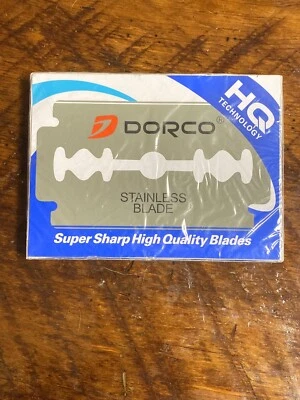 HQ
TECHNOLOGY
DORCO®
STAINLESS
BLADE
Super Sharp High Quality Blades